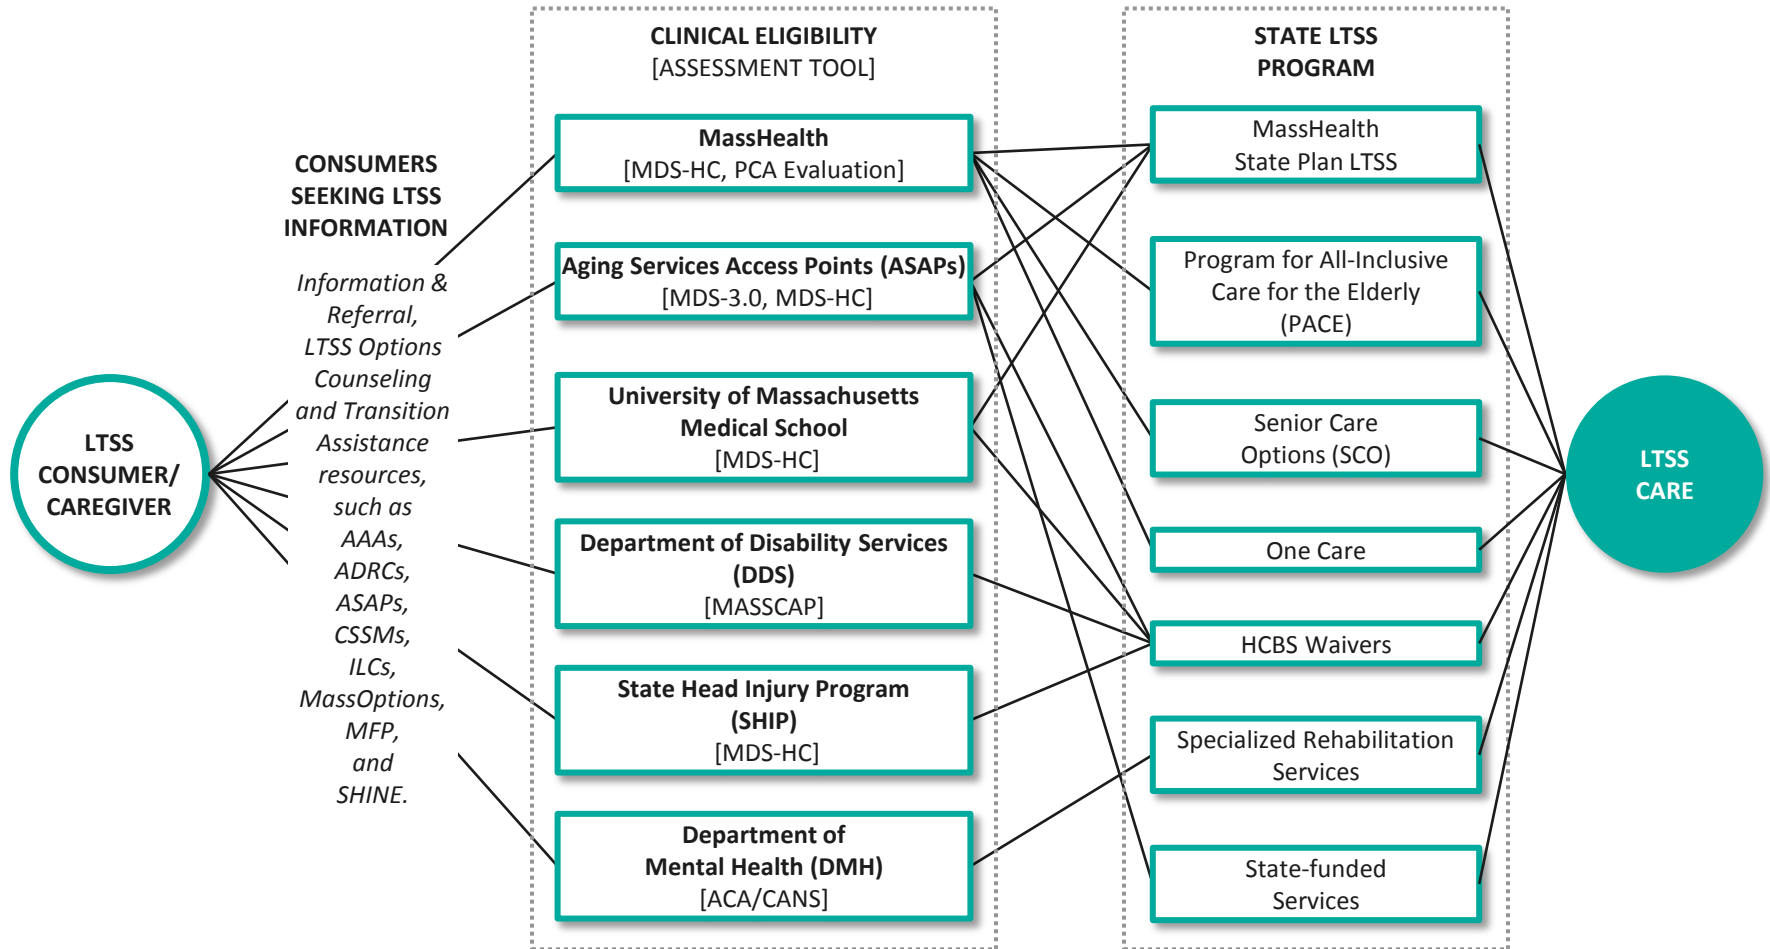 LTSS
CONSUMER/
CAREGIVER
CONSUMERS
SEEKING LTSS
INFORMATION
Information &
Referral,
LTSS Options
Counseling
and Transition
Assistance
resources,
such as
AAAs,
ADRCs,
ASAPs,
CSSMs,
ILCs,
MassOptions,
MFP,
and
SHINE.
CLINICAL ELIGIBILITY
[ASSESSMENT TOOL]
MassHealth
[MDS-HC, PCA Evaluation]
Aging Services Access Points (ASAPs)
[MDS-3.0, MDS-HC]
University of Massachusetts
Medical School
[MDS-HC]
Department of Disability Services
(DDS)
[MASSCAP]
State Head Injury Program
(SHIP)
[MDS-HC]
Department of
Mental Health (DMH)
[ACA/CANS]
STATE LTSS
PROGRAM
MassHealth
State Plan LTSS
Program for All-Inclusive
Care for the Elderly
(PACE)
Senior Care
Options (SCO)
One Care
HCBS Waivers
Specialized Rehabilitation
Services
State-funded
Services
LTSS
CARE